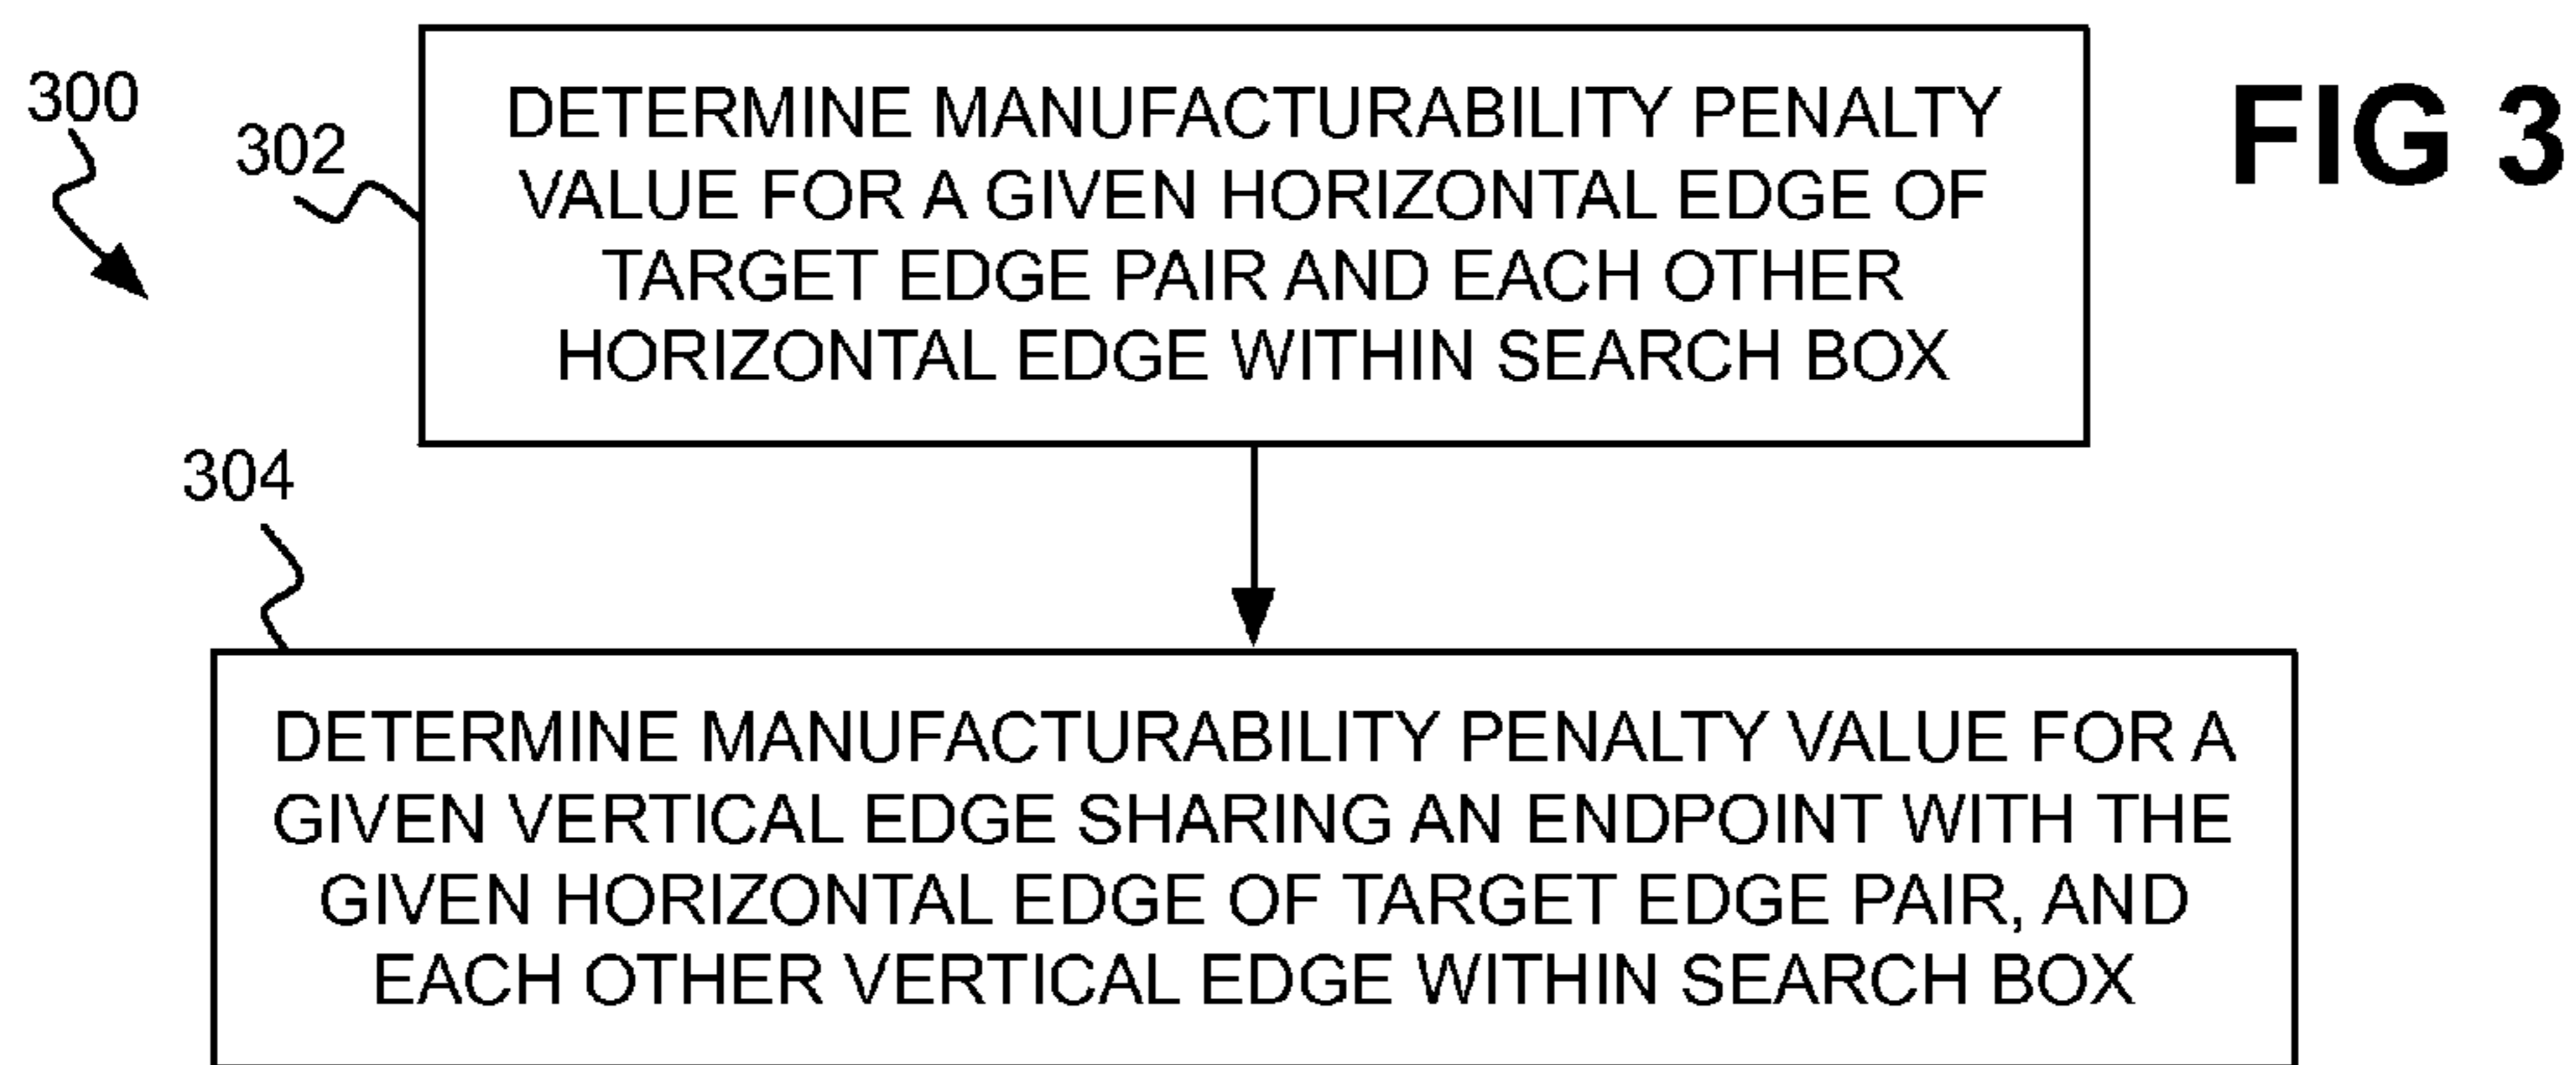 300
302
DETERMINE MANUFACTURABILITY PENALTY
VALUE FOR A GIVEN HORIZONTAL EDGE OF
TARGET EDGE PAIR AND EACH OTHER
HORIZONTAL EDGE WITHIN SEARCH BOX
FIG 3
304
DETERMINE MANUFACTURABILITY PENALTY VALUE FOR A
GIVEN VERTICAL EDGE SHARING AN ENDPOINT WITH THE
GIVEN HORIZONTAL EDGE OF TARGET EDGE PAIR, AND
EACH OTHER VERTICAL EDGE WITHIN SEARCH BOX